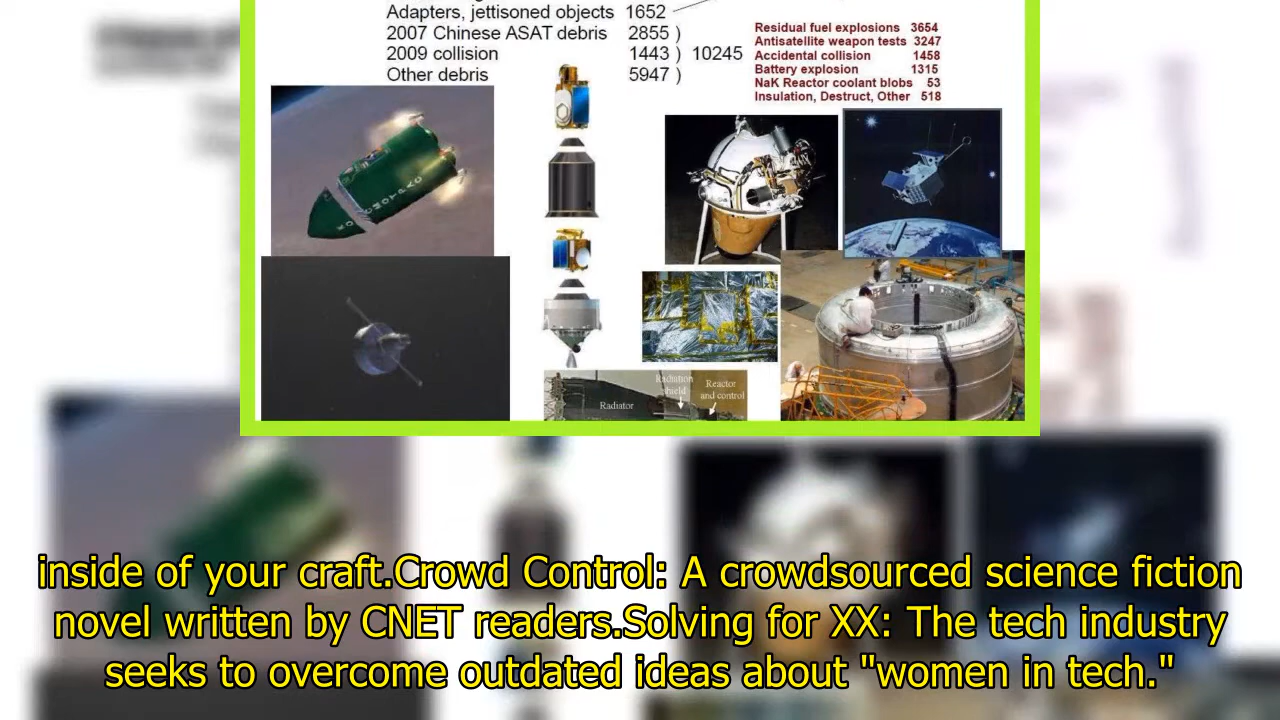 Adapters, jettisoned objects 1652
2007 Chinese ASAT debris 2855 )
2009 collision 1443 ) 10245
Other debris 5947 )
Residual fuel explosions 3654
Antisatellite weapon tests 3247
Accidental collision 1458
Battery explosion 1315
NaK Reactor coolant blobs 53
Insulation, Destruct, Other 518
Radiation
shield
Reactor
and control
Radiator
inside of your craft.Crowd Control: A crowdsourced science fiction
novel written by CNET readers.Solving for XX: The tech industry
seeks to overcome outdated ideas about "women in tech."